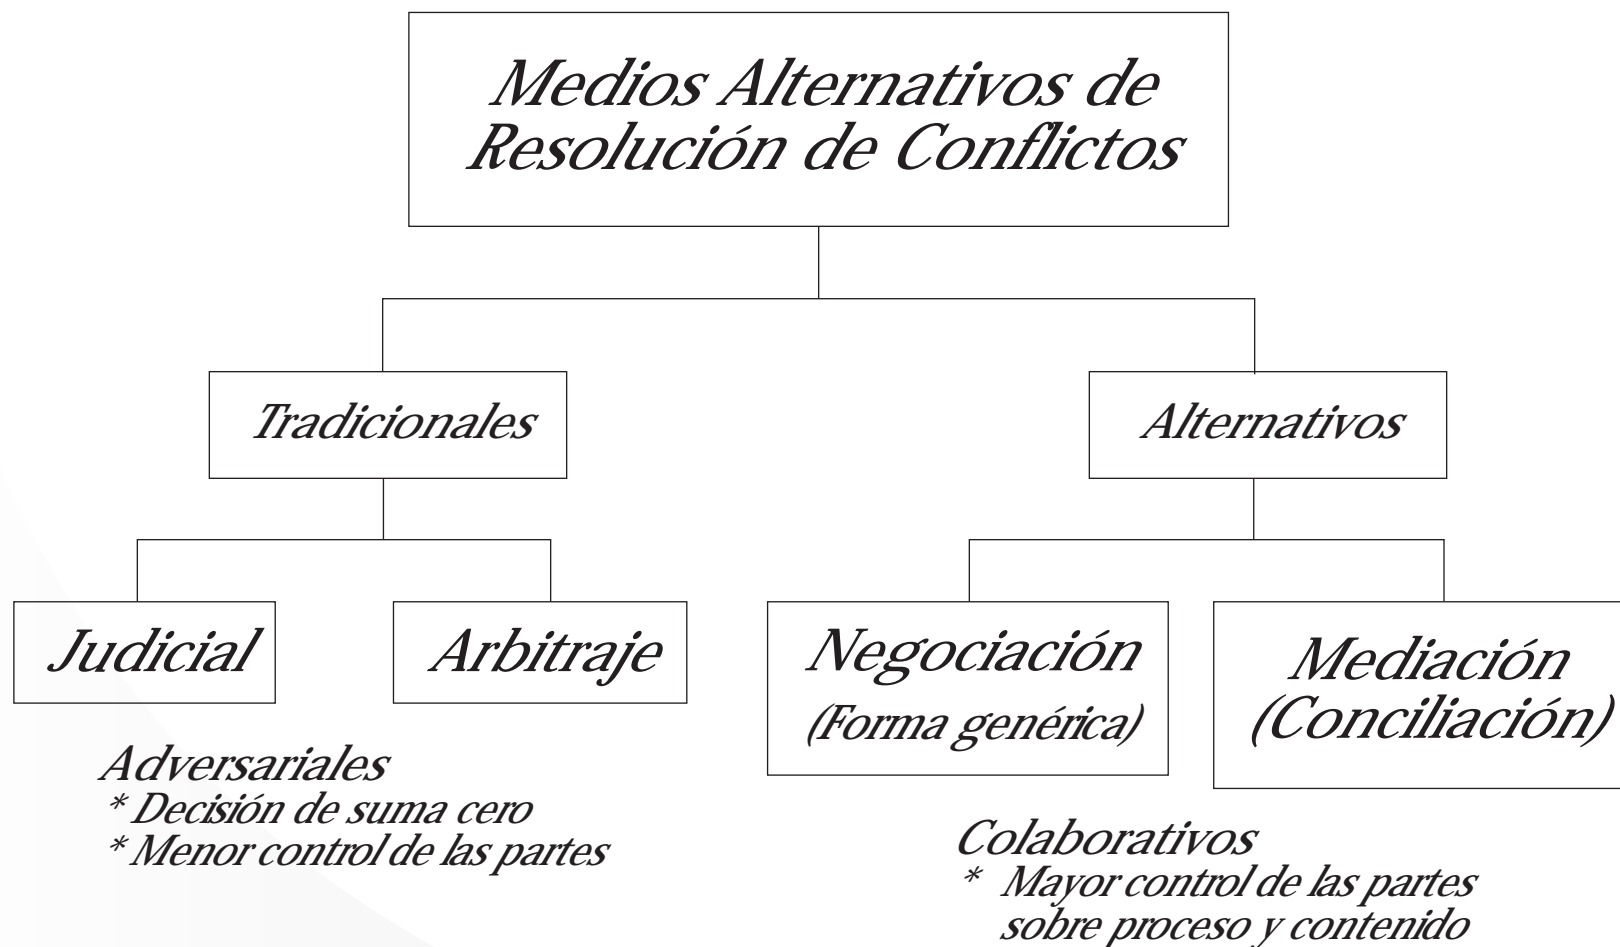 Medios Alternativos de
Resolución de Conflictos
Tradicionales
Alternativos
Judicial
Arbitraje
Negociación
(Forma genérica)
Mediación
(Conciliación)
Adversariales
* Decisión de suma cero
* Menor control de las partes
Colaborativos
* Mayor control de las partes
sobre proceso y contenido